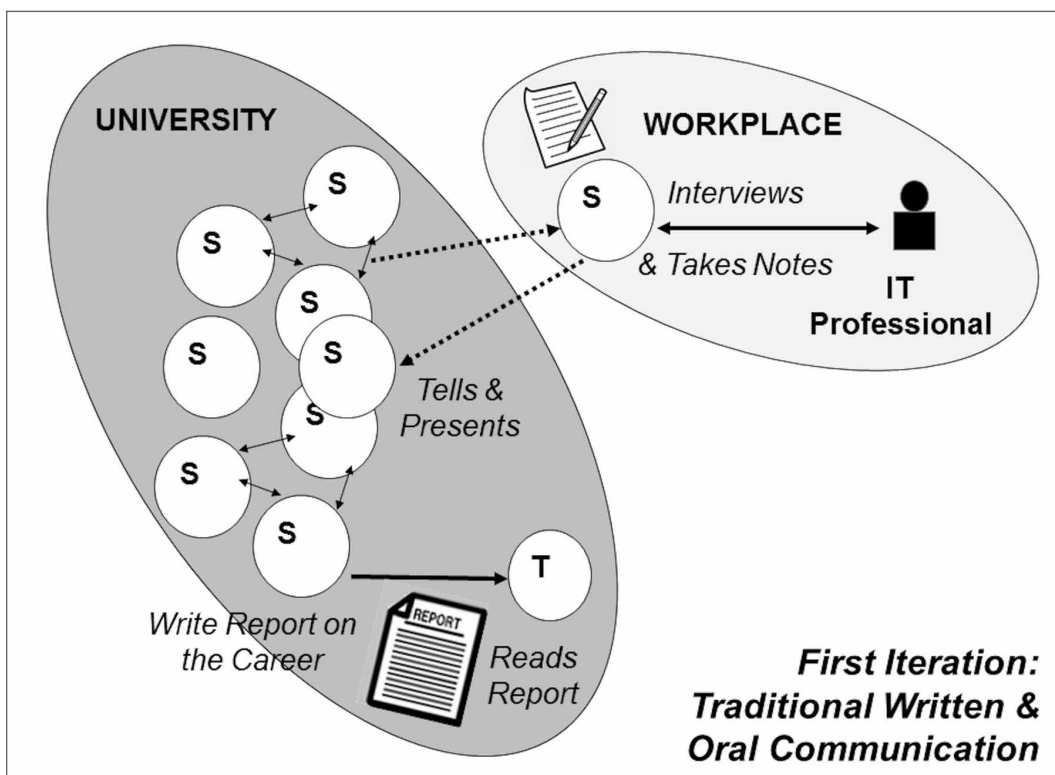 UNIVERSITY
WORKPLACE
S
S
S
S
S
S
S
S
S
Interviews
& Takes Notes
IT
Professional
Tells &
Presents
T
Write Report on
the Career
REPORT
Reads
Report
First Iteration:
Traditional Written &
Oral Communication